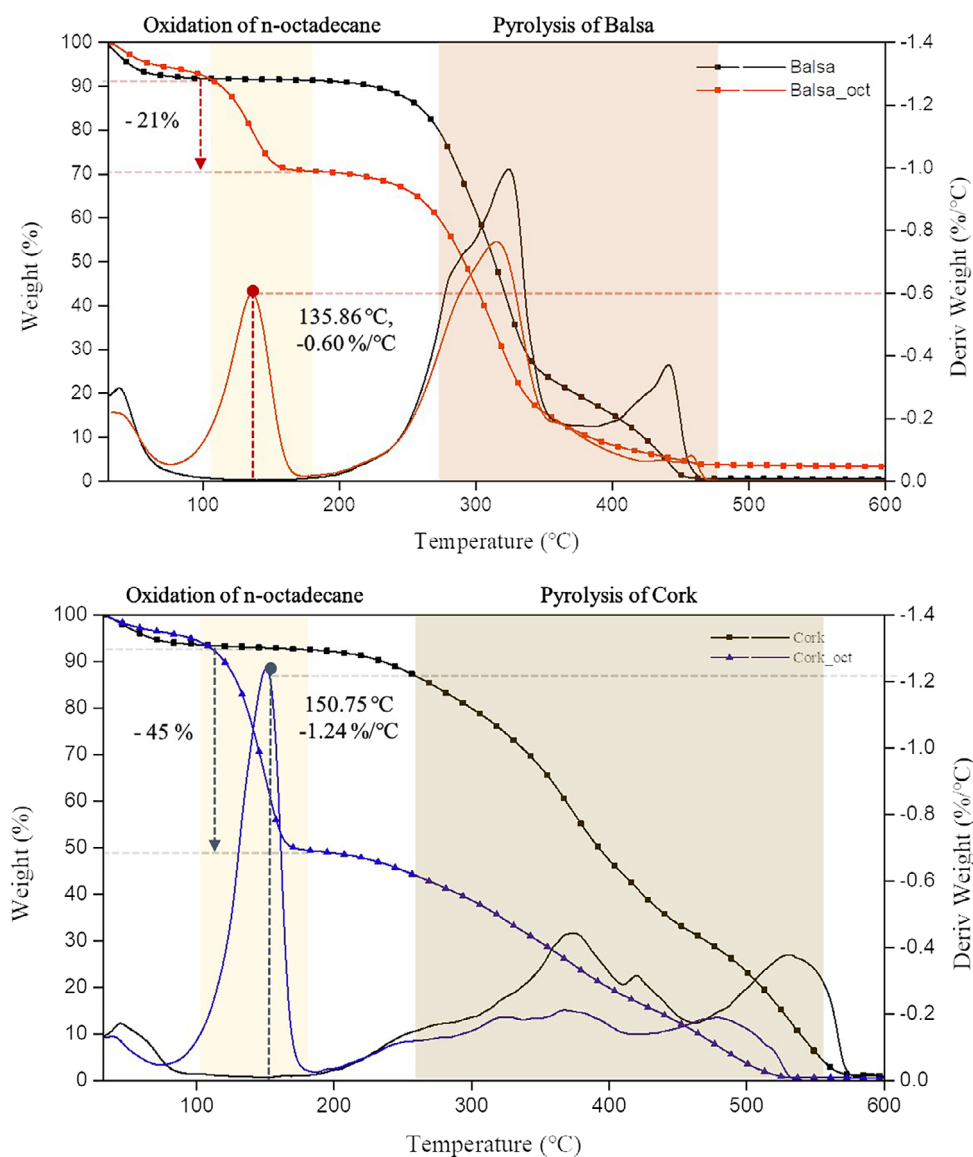 Oxidation of n-octadecane Pyrolysis of Balsa
100 -1.4
Balsa
Balsa_oct
90 -1.2
- 21%
80
70 -1.0
60 -0.8
50
Weight (%) Deriv Weight (%/°C)
40 -0.6
135.86 °C,
-0.60 %/°C
30 -0.4
20 -0.2
10
0 0.0
100 200 300 400 500 600
Temperature (°C)
Oxidation of n-octadecane Pyrolysis of Cork
100 -1.4
Cork
Cork_oct
90 -1.2
150.75 °C
-1.24 %/°C
- 45 %
80
70 -1.0
60 -0.8
50
Weight (%) Deriv Weight (%/°C)
40 -0.6
30 -0.4
20 -0.2
10
0 0.0
100 200 300 400 500 600
Temperature (°C)